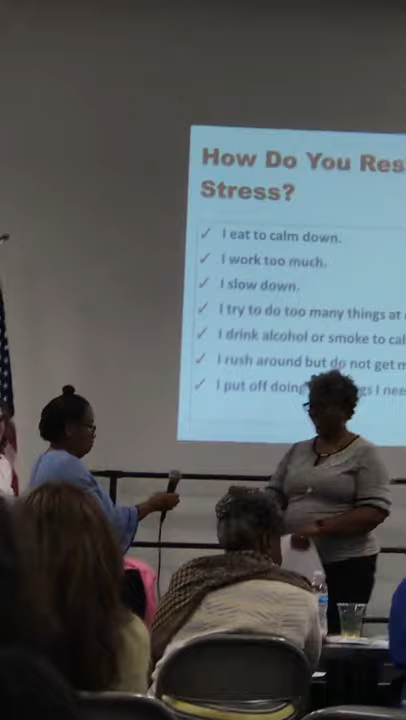 How Do You Res
Stress?
✓ I eat to calm down.
✓ I work too much.
✓ I slow down.
✓ I try to do too many things at
✓ I drink alcohol or smoke to cal
✓ I rush around but do not get m
✓ I put off doing gs I nee